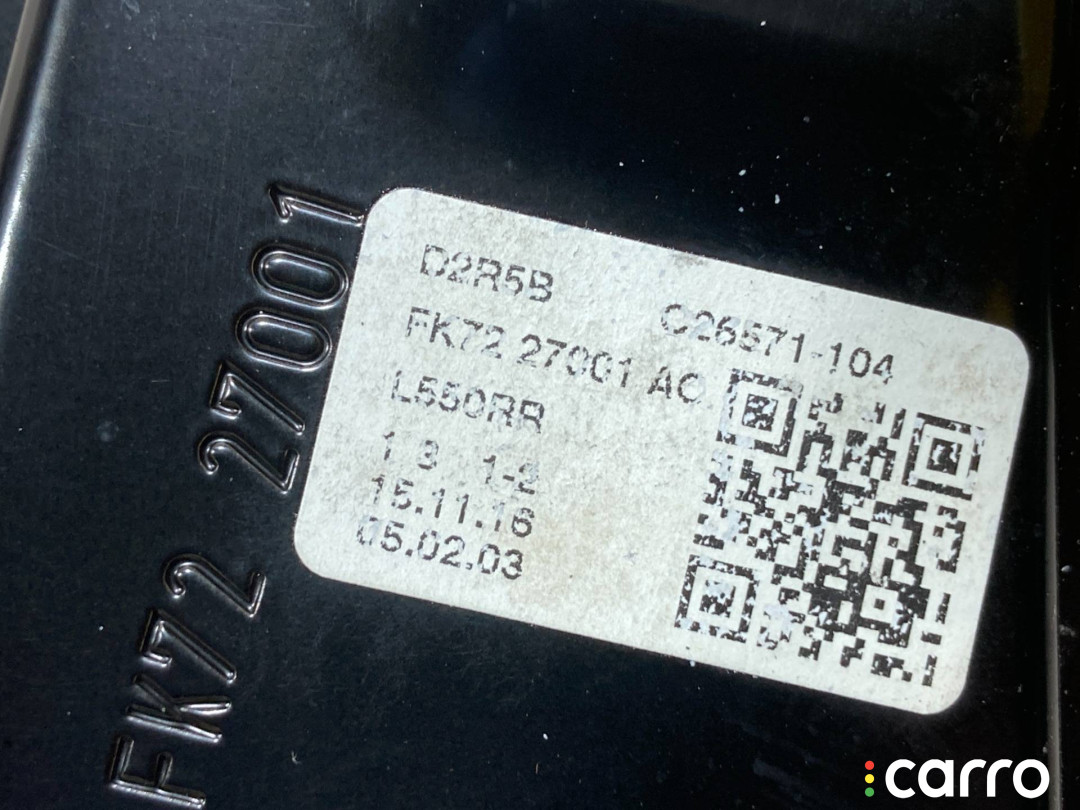 FK72 27001
D2R5B C26571-104
FK72 27001 AC
L550RR
1 3 1-2
15.11.16
05.02.03
carro